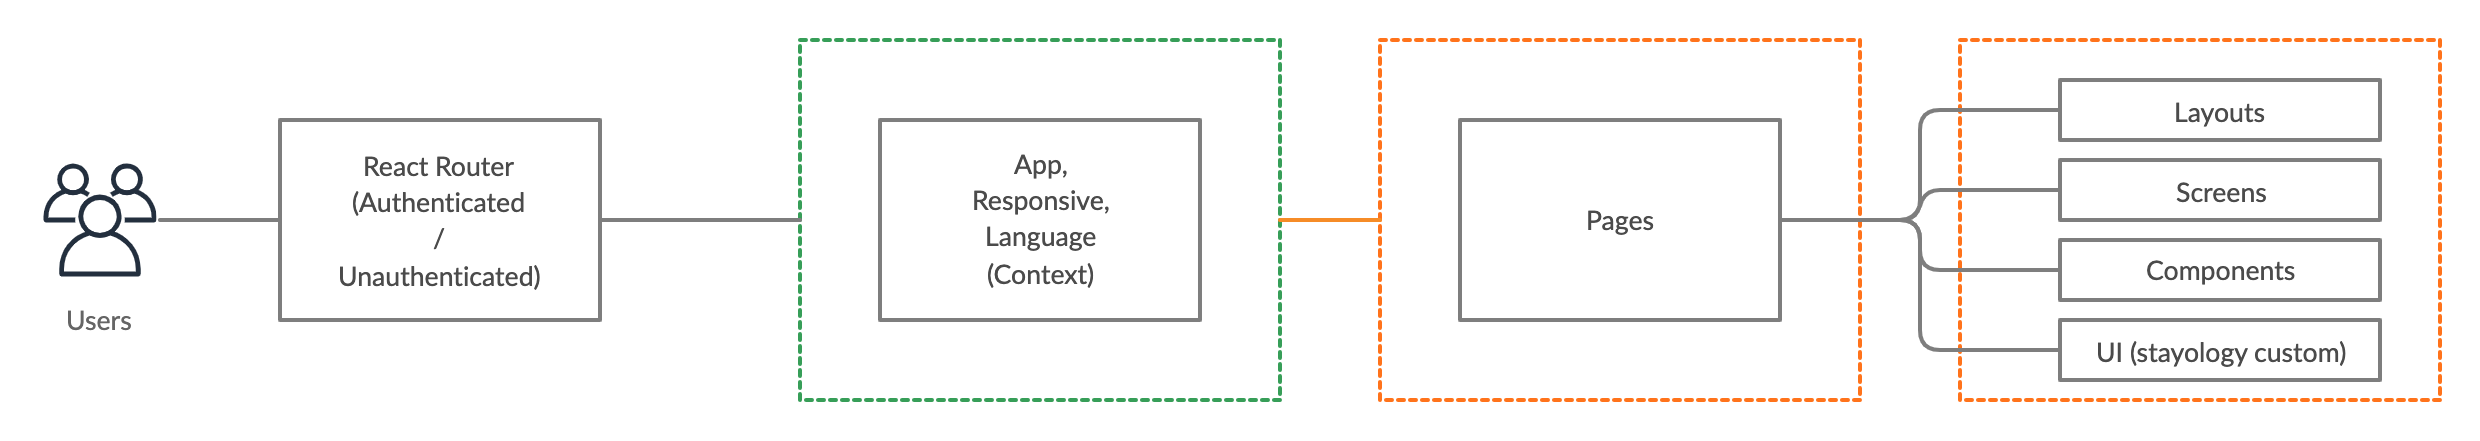 Users
React Router
(Authenticated
/
Unauthenticated)
App,
Responsive,
Language
(Context)
Pages
Layouts
Screens
Components
UI (stayology custom)